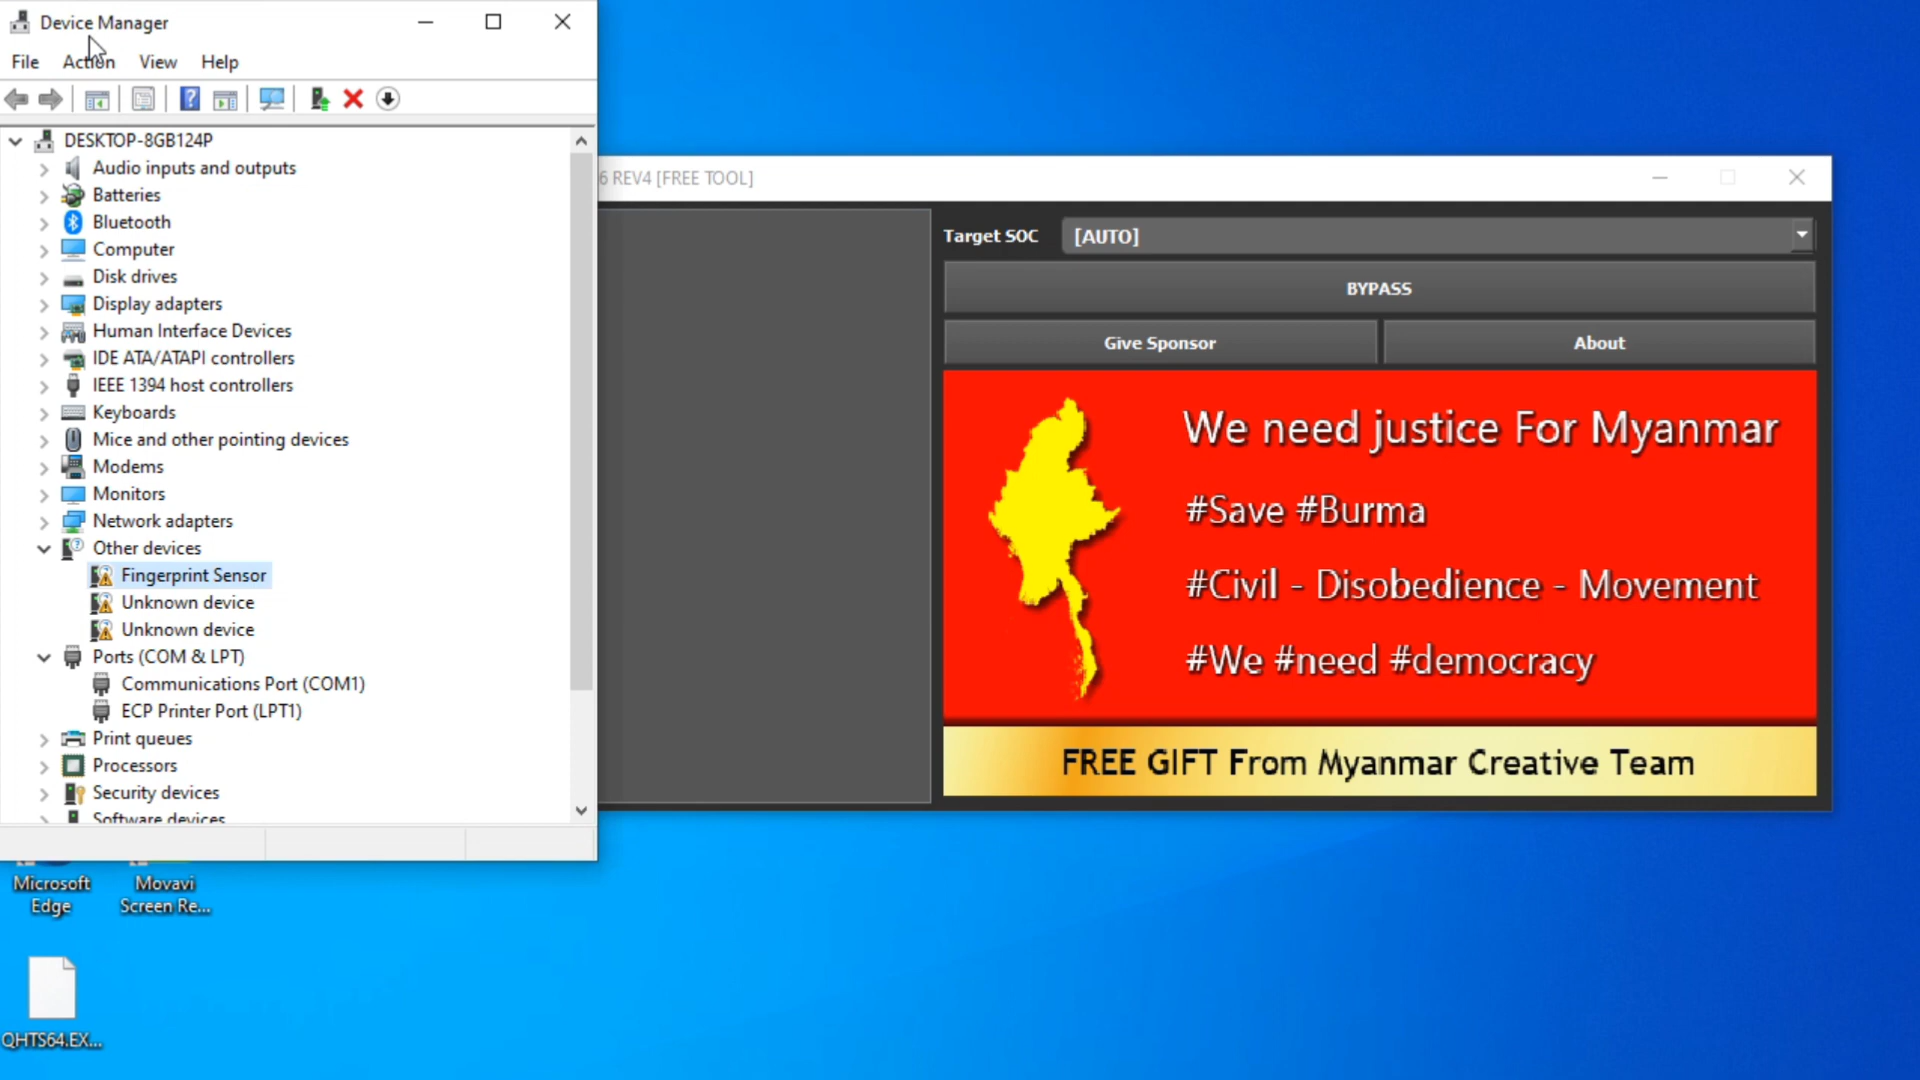 Device Manager
File Action View Help
DESKTOP-8GB124P
Audio inputs and outputs
Batteries
Bluetooth
Computer
Disk drives
Display adapters
Human Interface Devices
IDE ATA/ATAPI controllers
IEEE 1394 host controllers
Keyboards
Mice and other pointing devices
Modems
Monitors
Network adapters
Other devices
Fingerprint Sensor
Unknown device
Unknown device
Ports (COM & LPT)
Communications Port (COM1)
ECP Printer Port (LPT1)
Print queues
Processors
Security devices
Software devices
6 REV4 [FREE TOOL]
Target SOC [AUTO]
BYPASS
Give Sponsor About
We need justice For Myanmar
#Save #Burma
#Civil - Disobedience - Movement
#We #need #democracy
FREE GIFT From Myanmar Creative Team
Microsoft
Edge
Movavi
Screen Re...
QHTS64.EX...